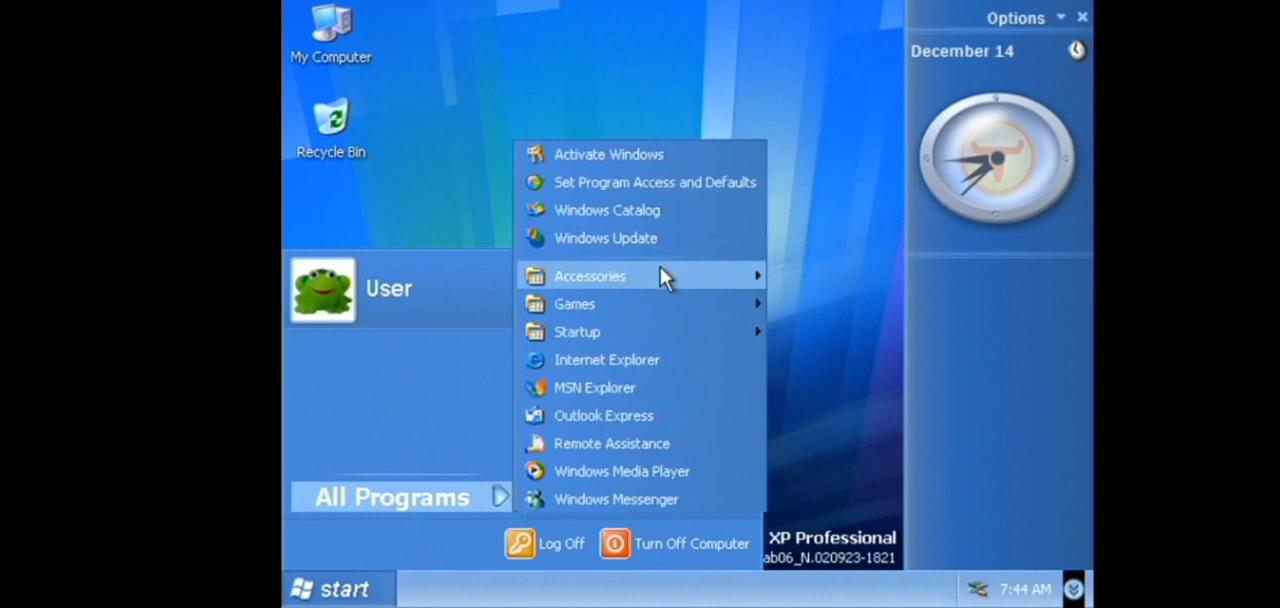 My Computer
Recycle Bin
Options
December 14
Activate Windows
Set Program Access and Defaults
Windows Catalog
Windows Update
Accessories
Games
Startup
Internet Explorer
MSN Explorer
Outlook Express
Remote Assistance
Windows Media Player
Windows Messenger
User
All Programs
Log Off
Turn Off Computer
XP Professional
ab06_N.020923-1821
start
7:44 AM